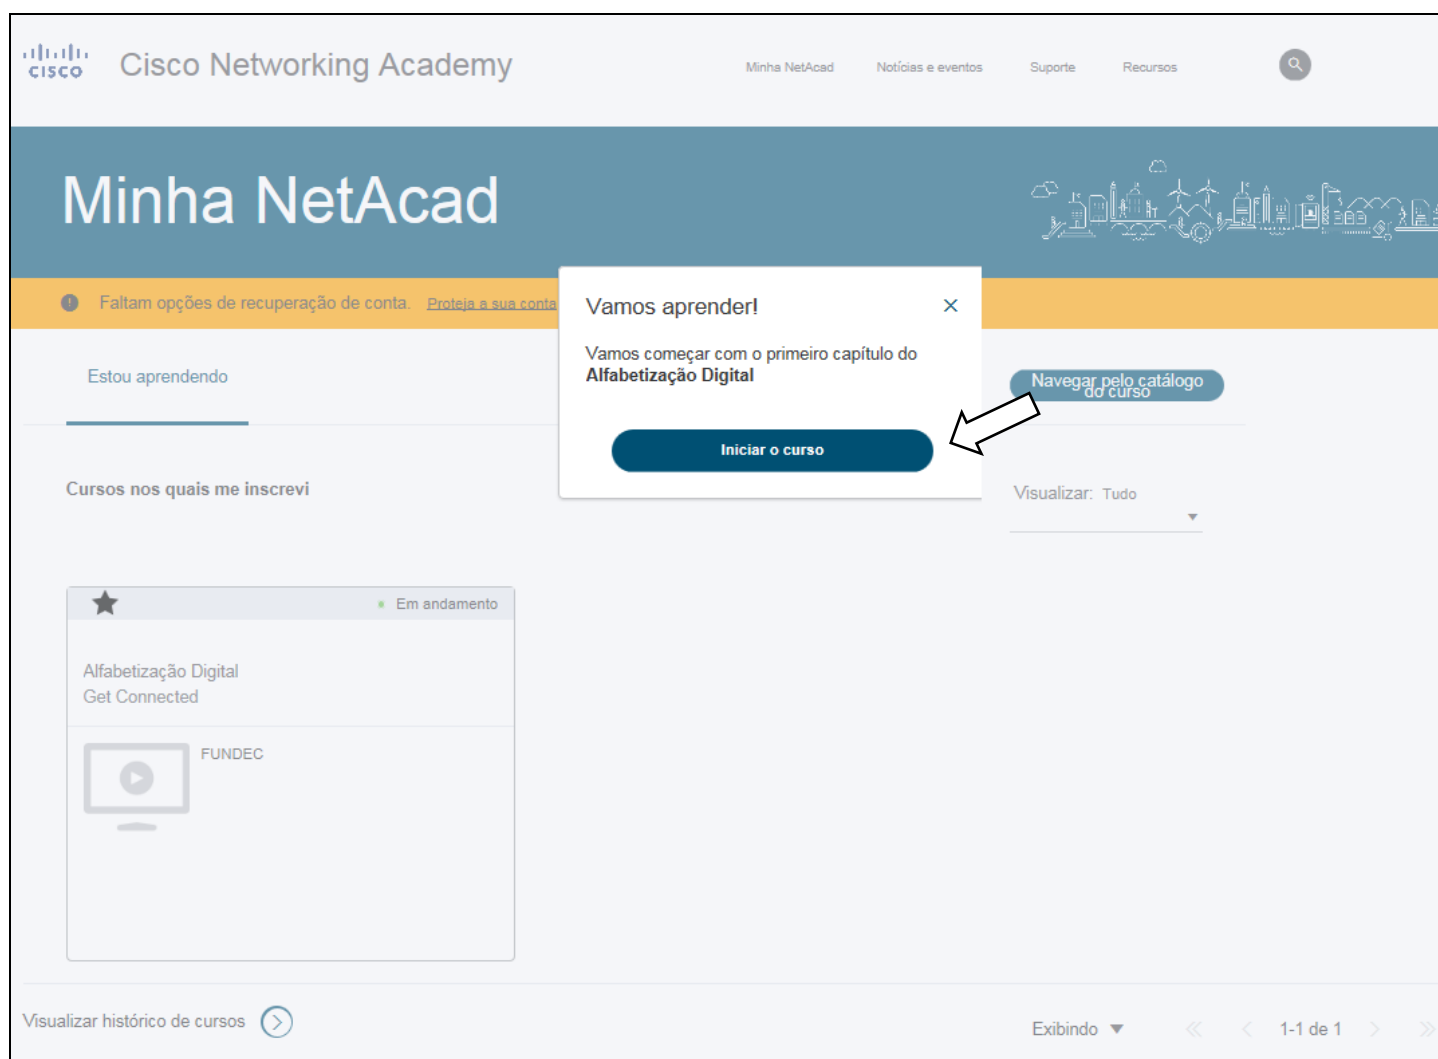 CISCO
Cisco Networking Academy
Minha NetAcad
Notícias e eventos
Suporte
Recursos
Minha NetAcad
Faltam opções de recuperação de conta. Proteja a sua conta
Vamos aprender!
Vamos começar com o primeiro capítulo do
Alfabetização Digital
Iniciar o curso
Estou aprendendo
Navegar pelo catálogo
do curso
Cursos nos quais me inscrevi
Visualizar: Tudo
Em andamento
Alfabetização Digital
Get Connected
FUNDEC
Visualizar histórico de cursos
Exibindo
1-1 de 1